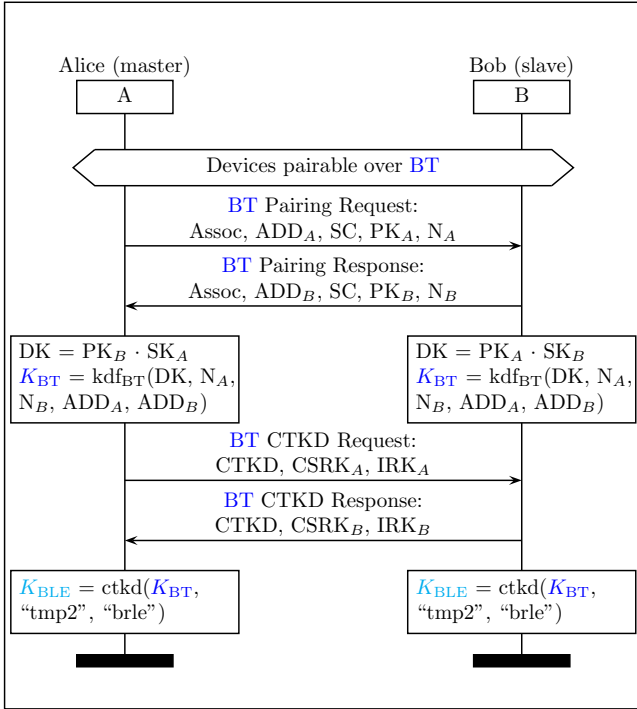 Alice (master)
Bob (slave)
A
B
Devices pairable over BT
BT Pairing Request:
Assoc, ADD_A, SC, PK_A, N_A
BT Pairing Response:
Assoc, ADD_B, SC, PK_B, N_B
DK = PK_B · SK_A
K_BT = kdf_BT(DK, N_A,
N_B, ADD_A, ADD_B)
DK = PK_A · SK_B
K_BT = kdf_BT(DK, N_A,
N_B, ADD_A, ADD_B)
BT CTKD Request:
CTKD, CSRK_A, IRK_A
BT CTKD Response:
CTKD, CSRK_B, IRK_B
K_BLE = ctkd(K_BT,
“tmp2”, “brle”)
K_BLE = ctkd(K_BT,
“tmp2”, “brle”)